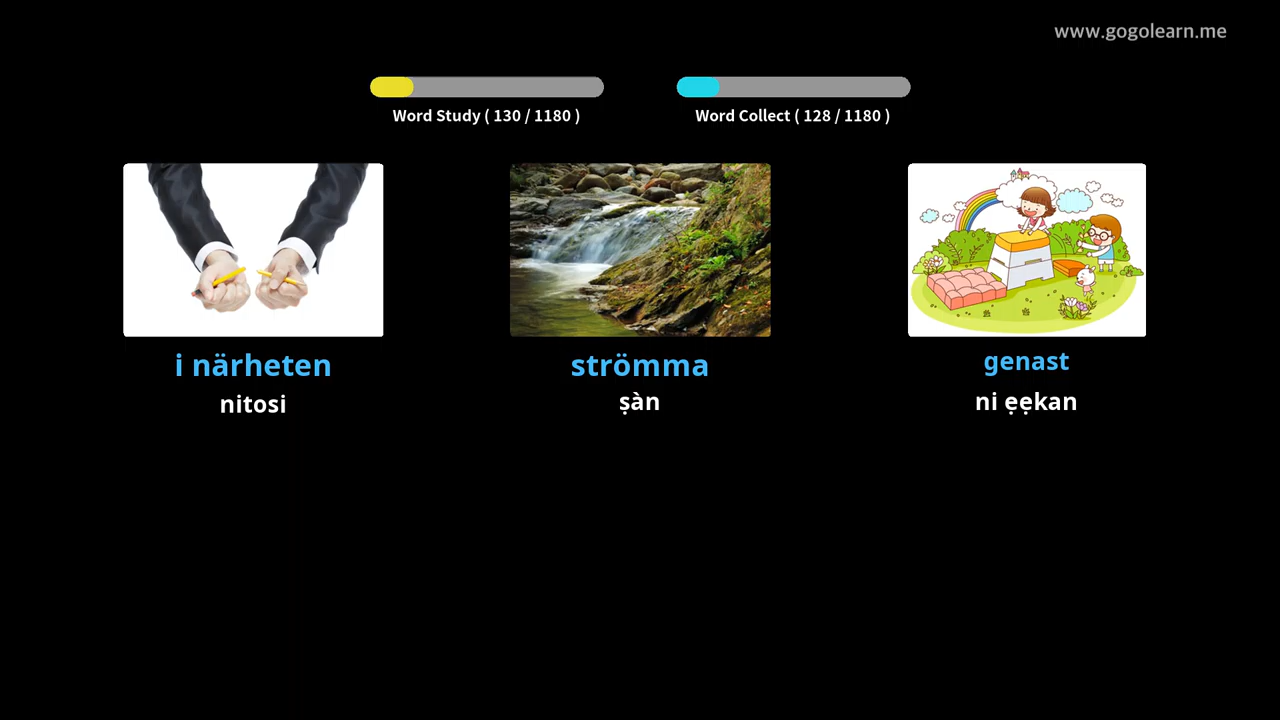 www.gogolearn.me
Word Study ( 130 / 1180 )
Word Collect ( 128 / 1180 )
i närheten
nitosi
strömma
ṣàn
genast
ni ẹẹkan